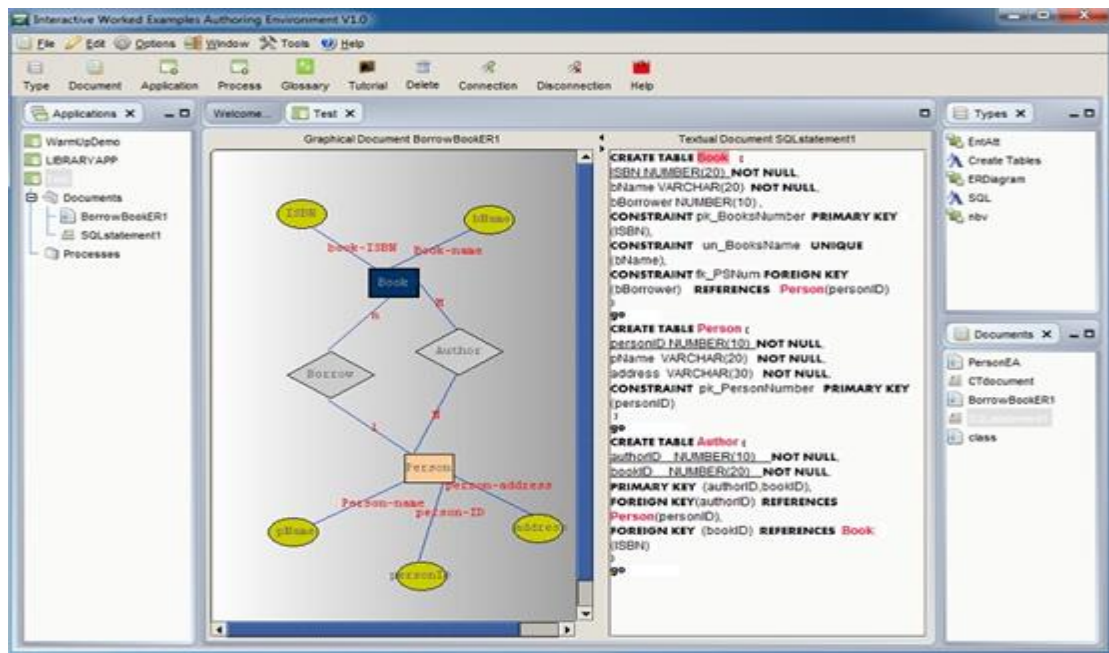 Interactive Worked Examples Authoring Environment V1.0
File Edit Options Window Tools Help
Type Document Application Process Glossary Tutorial Delete Connection Disconnection Help
Applications
WarmUpDemo
LIBRARYAPP
Documents
BorrowBookER1
SQLstatement1
Processes
Welcome... Test
Graphical Document BorrowBookER1
ISBN
bName
book-ISBN
Book-name
Book
n
M
Borrow
Author
1
N
Person
Person-name
person-address
person-ID
pName
address
personId
Textual Document SQLstatement1
CREATE TABLE Book (
ISBN NUMBER(20) NOT NULL,
bName VARCHAR(20) NOT NULL,
bBorrower NUMBER(10) ,
CONSTRAINT pk_BooksNumber PRIMARY KEY
(ISBN),
CONSTRAINT un_BooksName UNIQUE
(bName),
CONSTRAINT fk_PSNum FOREIGN KEY
(bBorrower) REFERENCES Person(personID)
)
go
CREATE TABLE Person (
personID NUMBER(10) NOT NULL,
pName VARCHAR(20) NOT NULL,
address VARCHAR(30) NOT NULL,
CONSTRAINT pk_PersonNumber PRIMARY KEY
(personID)
)
go
CREATE TABLE Author (
authorID NUMBER(10) NOT NULL,
bookID NUMBER(20) NOT NULL,
PRIMARY KEY (authorID,bookID),
FOREIGN KEY(authorID) REFERENCES
Person(personID),
FOREIGN KEY (bookID) REFERENCES Book
(ISBN)
)
go
Types
EntAtt
Create Tables
ERDiagram
SQL
nbv
Documents
PersonEA
CTdocument
BorrowBookER1
class